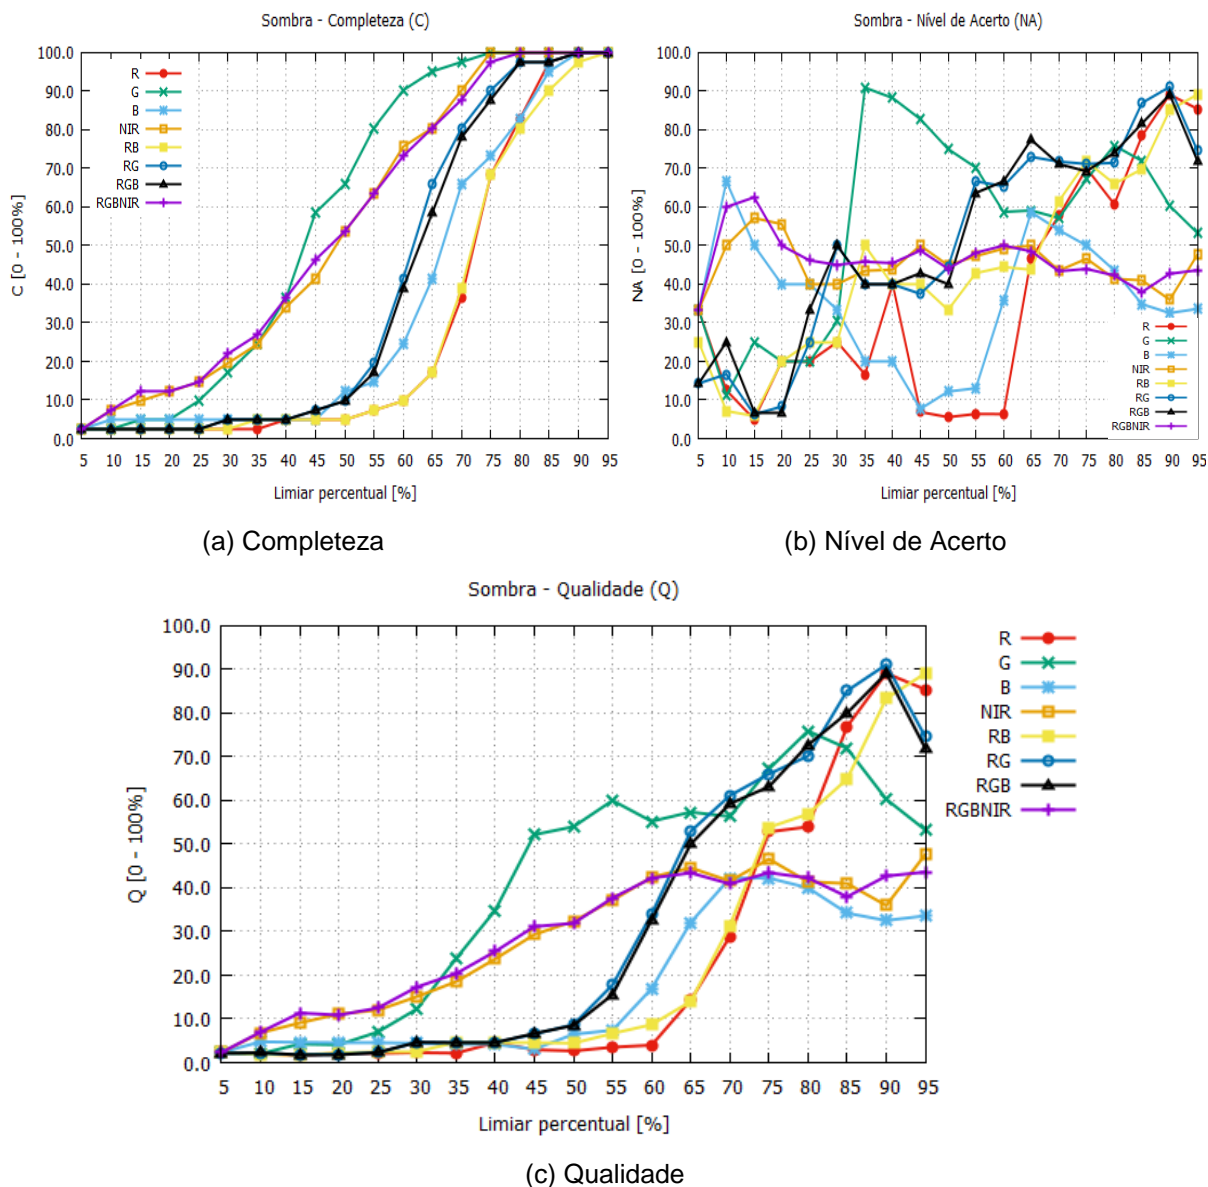 Sombra - Completeza (C)
C [0 - 100%]
100.0
90.0
80.0
70.0
60.0
50.0
40.0
30.0
20.0
10.0
0.0
R
G
B
NIR
RB
RG
RGB
RGBNIR
5 10 15 20 25 30 35 40 45 50 55 60 65 70 75 80 85 90 95
Limiar percentual [%]
(a) Completeza
Sombra - Nível de Acerto (NA)
NA [0 - 100%]
100.0
90.0
80.0
70.0
60.0
50.0
40.0
30.0
20.0
10.0
0.0
R
G
B
NIR
RB
RG
RGB
RGBNIR
5 10 15 20 25 30 35 40 45 50 55 60 65 70 75 80 85 90 95
Limiar percentual [%]
(b) Nível de Acerto
Sombra - Qualidade (Q)
Q [0 - 100%]
100.0
90.0
80.0
70.0
60.0
50.0
40.0
30.0
20.0
10.0
0.0
R
G
B
NIR
RB
RG
RGB
RGBNIR
5 10 15 20 25 30 35 40 45 50 55 60 65 70 75 80 85 90 95
Limiar percentual [%]
(c) Qualidade